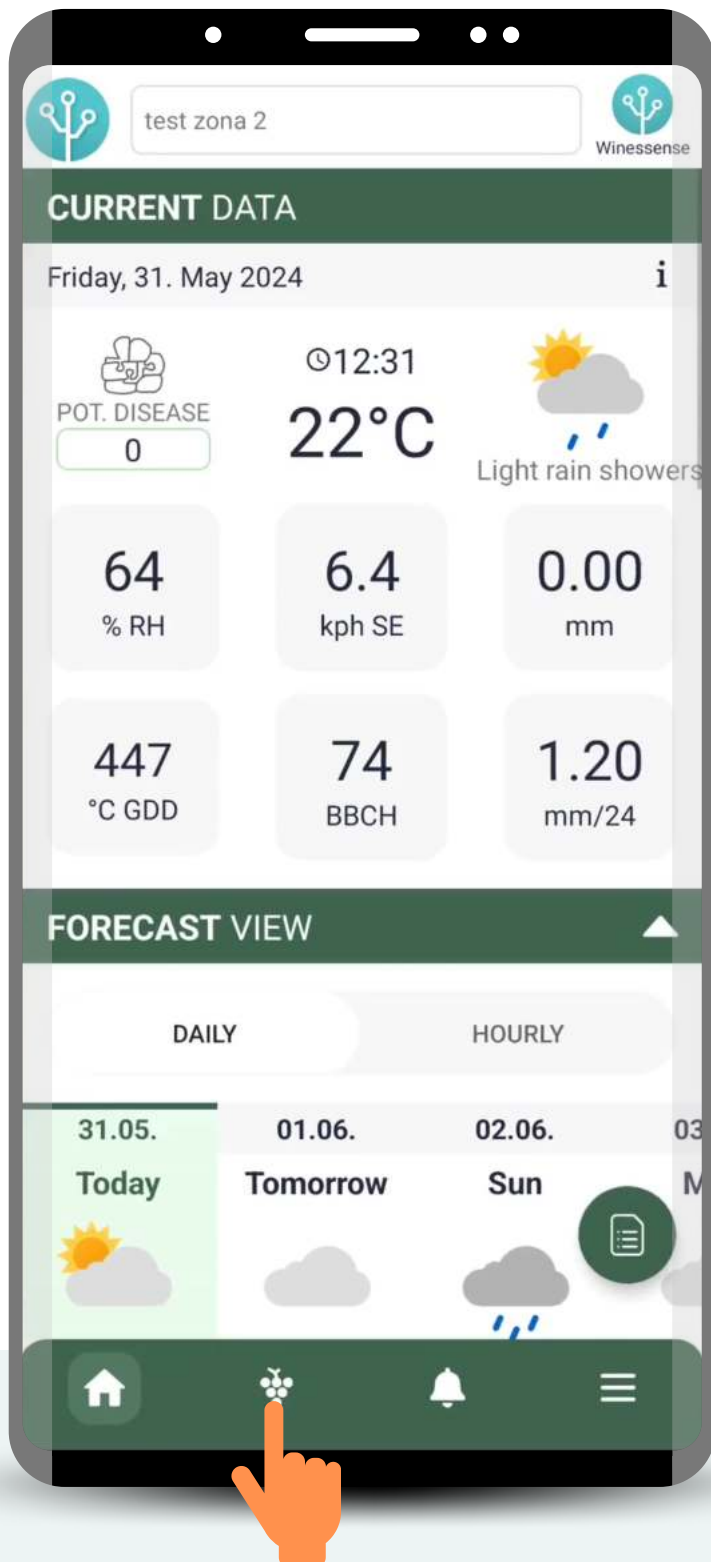 test zona 2
Winessense
CURRENT DATA
Friday, 31. May 2024 i
POT. DISEASE
0
12:31
22°C
Light rain showers
64 6.4 0.00
% RH kph SE mm
447 74 1.20
°C GDD BBCH mm/24
FORECAST VIEW
DAILY HOURLY
31.05. 01.06. 02.06. 03
Today Tomorrow Sun M